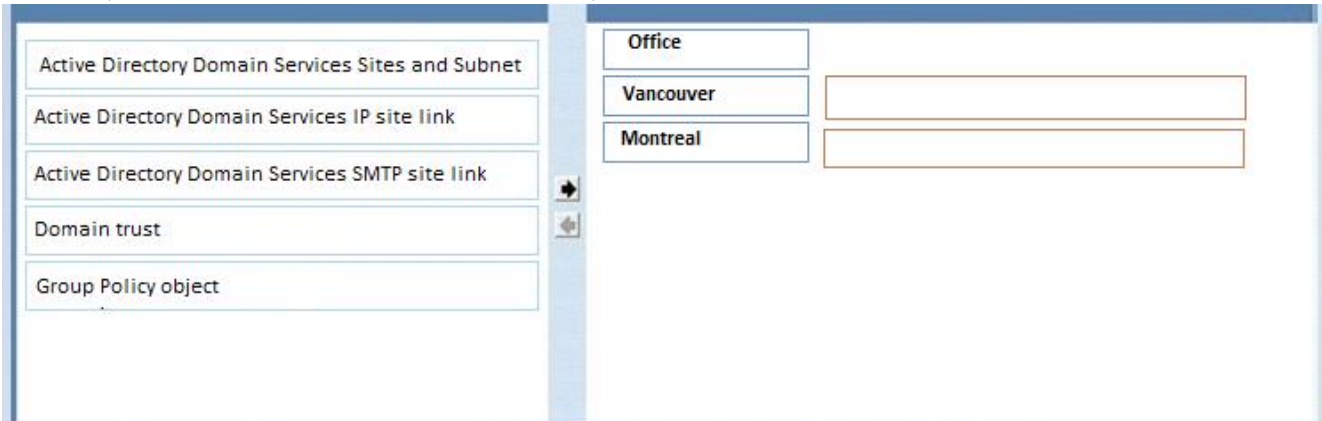 Active Directory Domain Services Sites and Subnet
Active Directory Domain Services IP site link
Active Directory Domain Services SMTP site link
Domain trust
Group Policy object
Office
Vancouver
Montreal